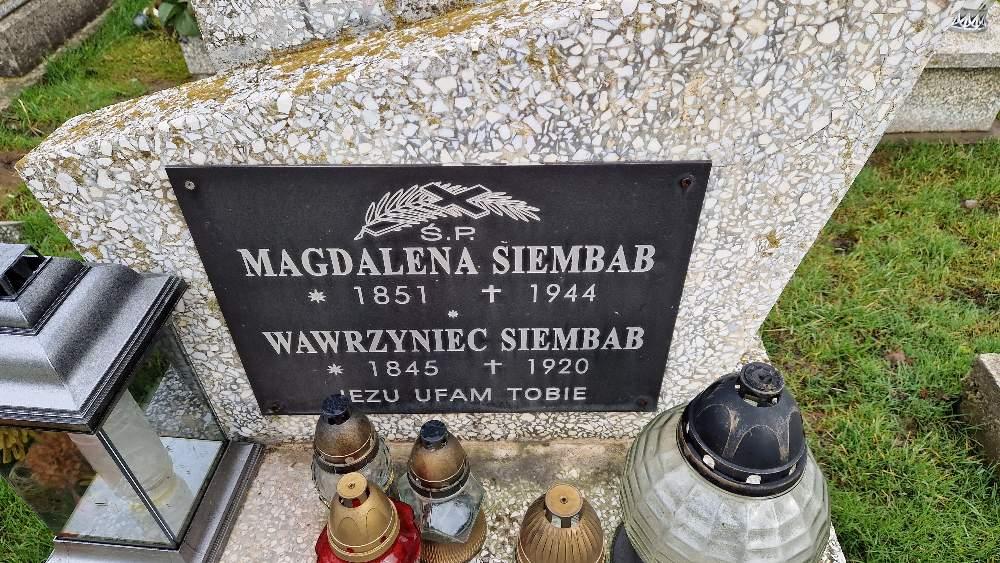 Ś.P.
MAGDALENA SIEMBAB
* 1851 † 1944
*
WAWRZYNIEC SIEMBAB
* 1845 † 1920
JEZU UFAM TOBIE